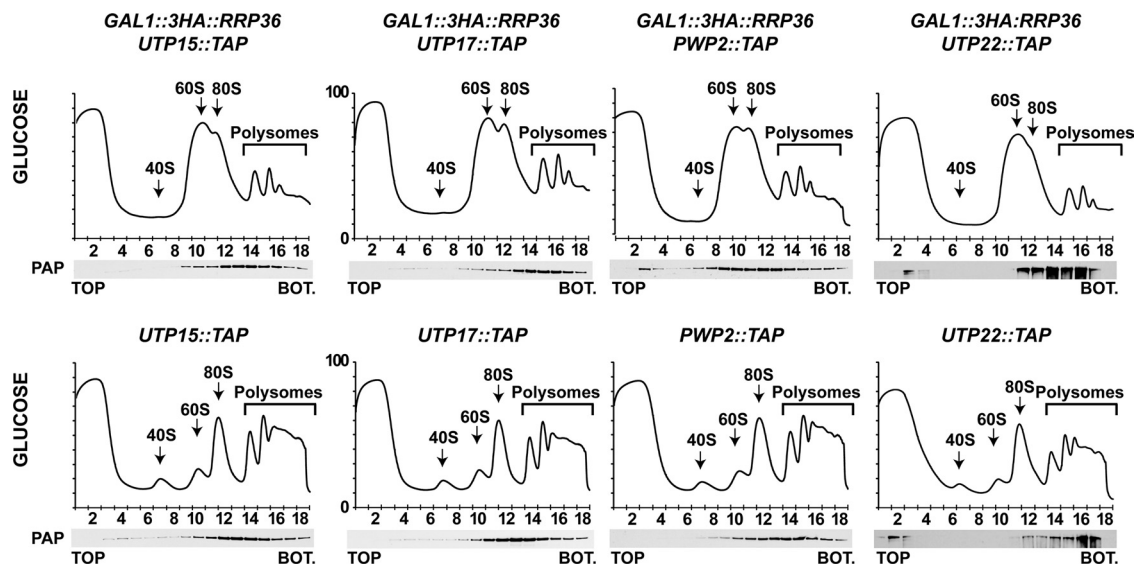 GAL1::3HA::RRP36 GAL1::3HA::RRP36 GAL1::3HA::RRP36 GAL1::3HA:RRP36
UTP15::TAP UTP17::TAP PWP2::TAP UTP22::TAP
GLUCOSE
60S 80S 100 60S 80S 60S 80S 60S 80S
Polysomes Polysomes Polysomes Polysomes
40S 40S 40S 40S
0
2 4 6 8 10 12 14 16 18 2 4 6 8 10 12 14 16 18 2 4 6 8 10 12 14 16 18 2 4 6 8 10 12 14 16 18
PAP
TOP BOT. TOP BOT. TOP BOT. TOP BOT.
UTP15::TAP UTP17::TAP PWP2::TAP UTP22::TAP
GLUCOSE
100
80S 80S 80S 80S
Polysomes Polysomes Polysomes Polysomes
60S 60S 60S 60S
40S 40S 40S 40S
0
2 4 6 8 10 12 14 16 18 2 4 6 8 10 12 14 16 18 2 4 6 8 10 12 14 16 18 2 4 6 8 10 12 14 16 18
PAP
TOP BOT. TOP BOT. TOP BOT. TOP BOT.